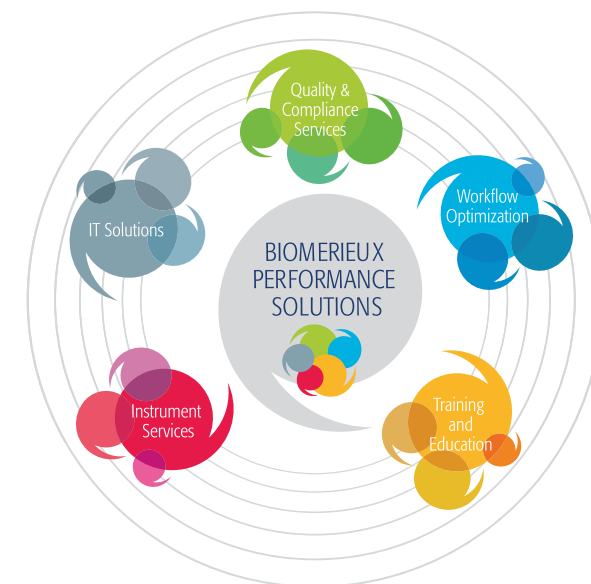 Quality &
Compliance
Services
Workflow
Optimization
IT Solutions
BIOMERIEUX
PERFORMANCE
SOLUTIONS
Instrument
Services
Training
and
Education